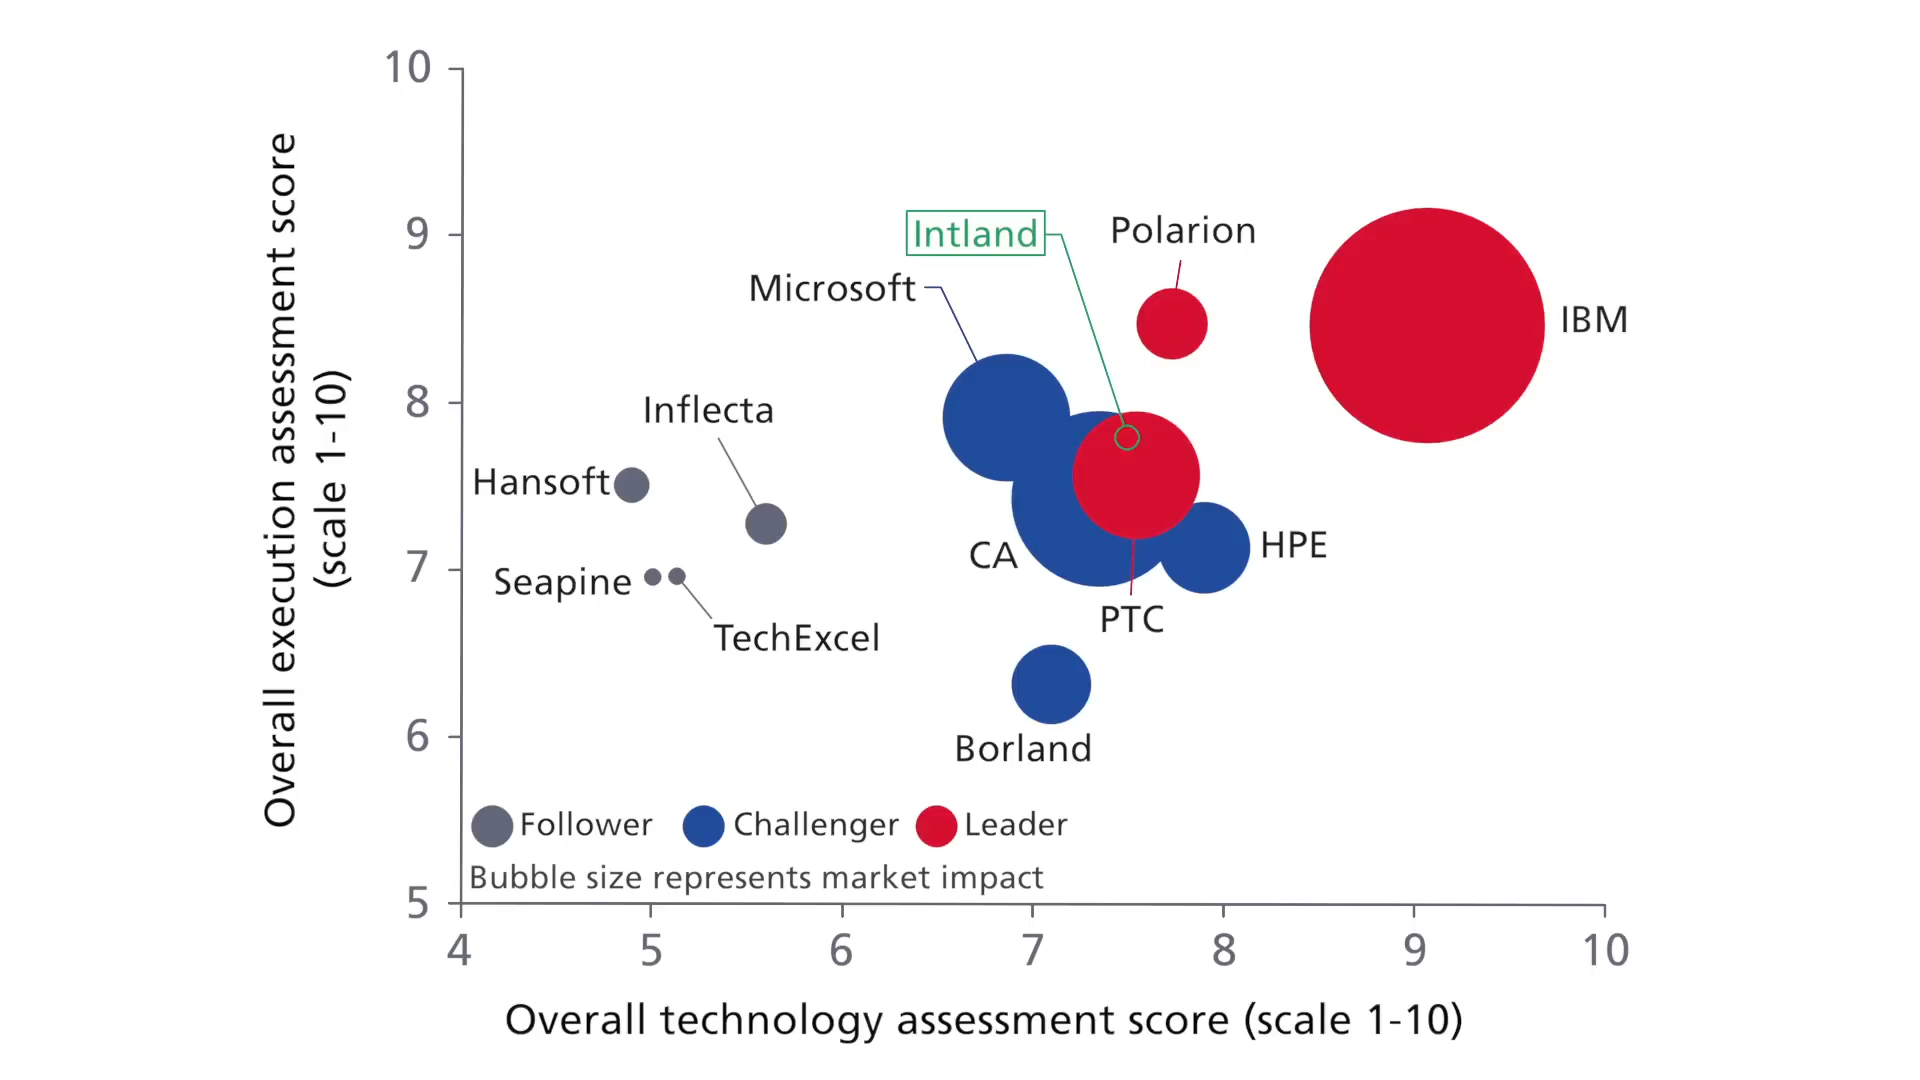 10
9
8
7
6
5
Overall execution assessment score
(scale 1-10)
Intland
Polarion
Microsoft
IBM
Inflecta
Hansoft
CA
HPE
Seapine
PTC
TechExcel
Borland
Follower
Challenger
Leader
Bubble size represents market impact
4 5 6 7 8 9 10
Overall technology assessment score (scale 1-10)